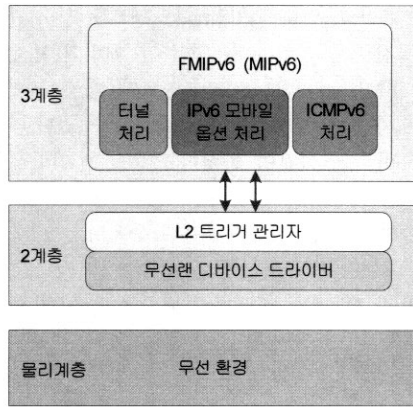 FMIPv6 (MIPv6)
3계층
터널
처리
IPv6 모바일
옵션 처리
ICMPv6
처리
L2 트리거 관리자
2계층
무선랜 디바이스 드라이버
물리계층
무선 환경